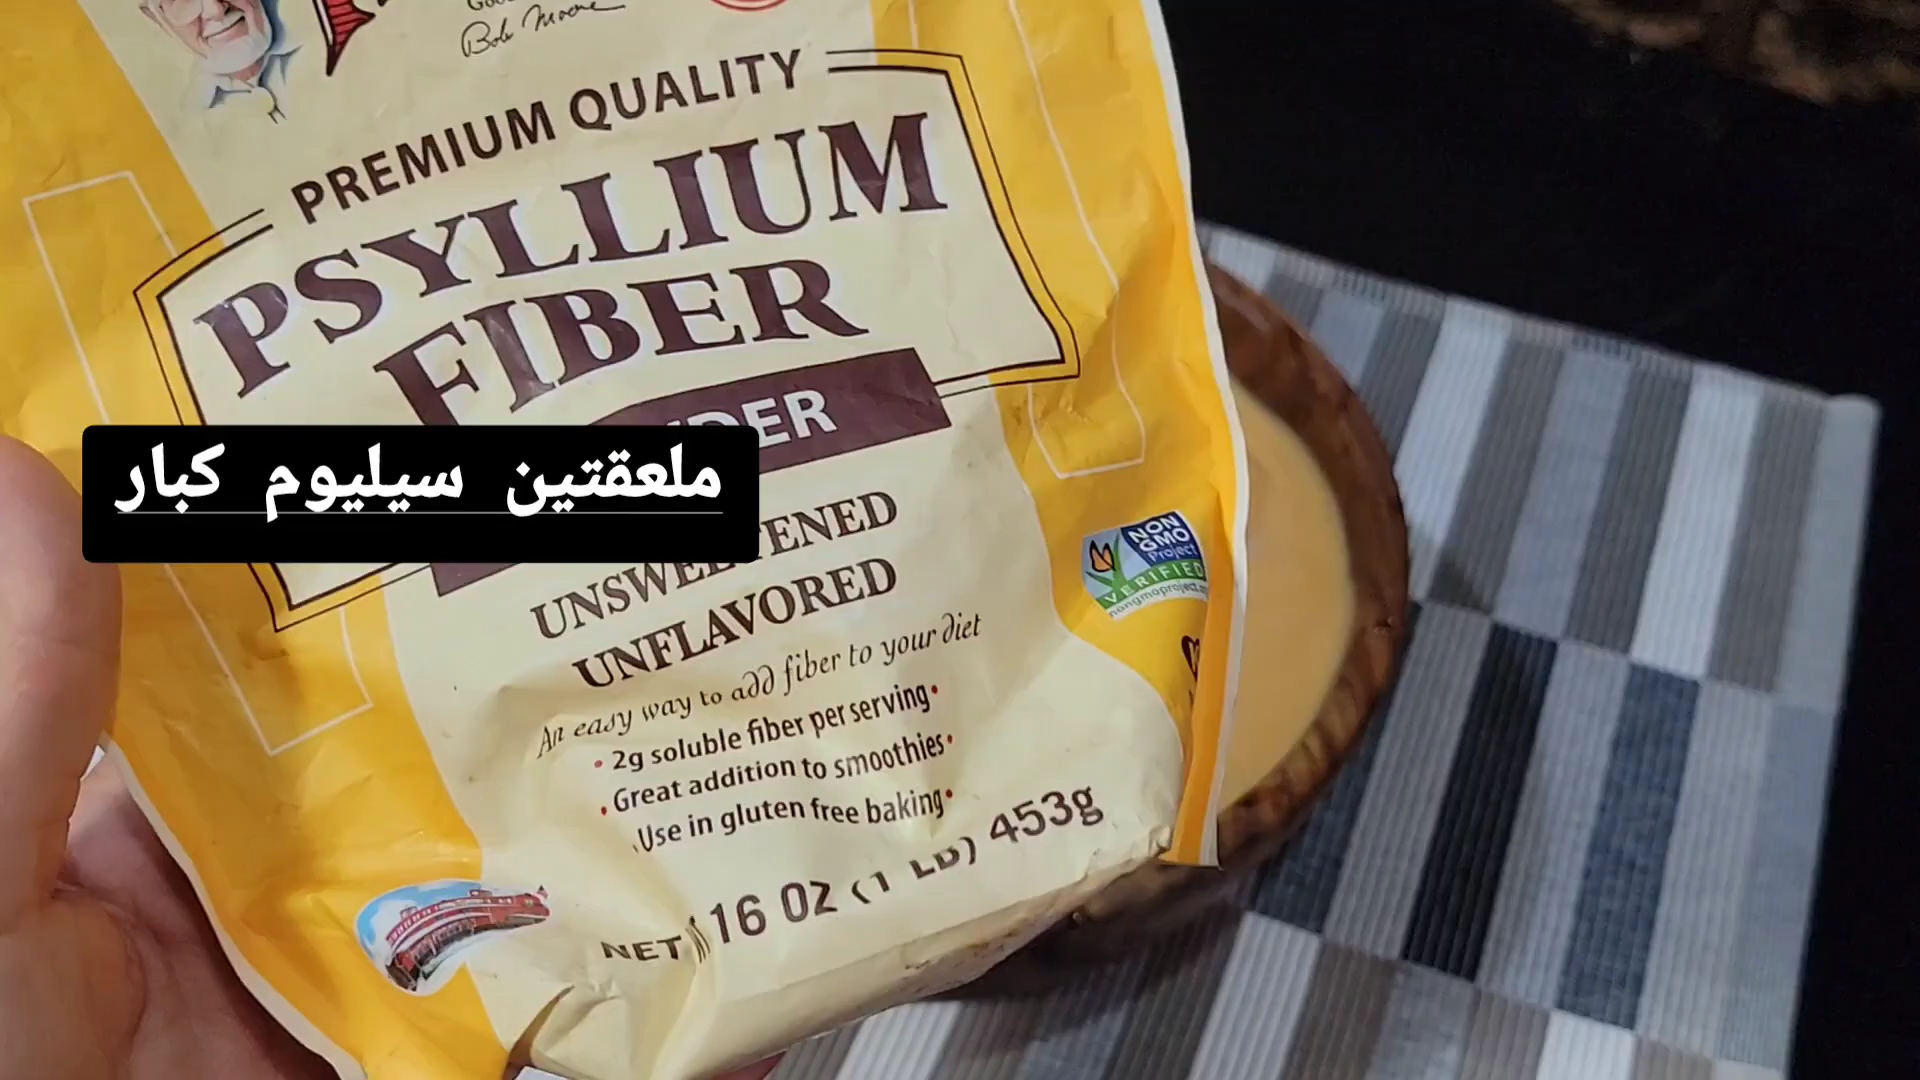 Bob Moore
PREMIUM QUALITY
PSYLLIUM
FIBER
ملعقتين سيليوم كبار
UNFLAVORED
An easy way to add fiber to your diet
• 2g soluble fiber per serving •
• Great addition to smoothies •
Use in gluten free baking •
NET 16 OZ (1 LB) 453g
NON
GMO
Project
VERIFIED